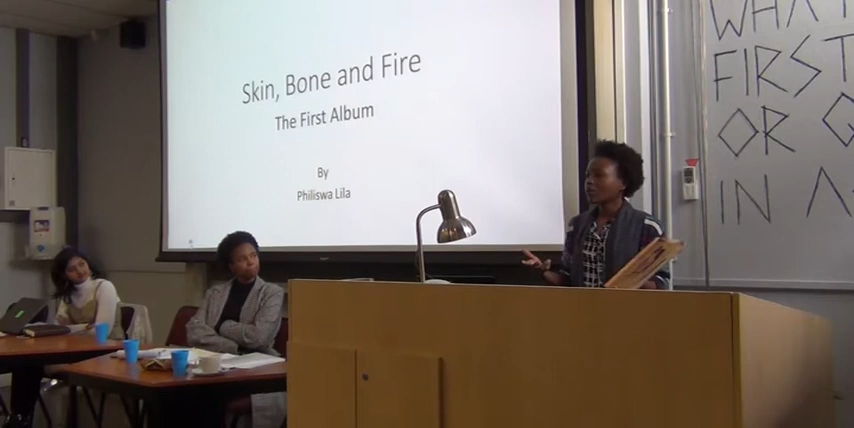 Skin, Bone and Fire
The First Album
By
Philiswa Lila
WHAT
FIRST
OR
IN